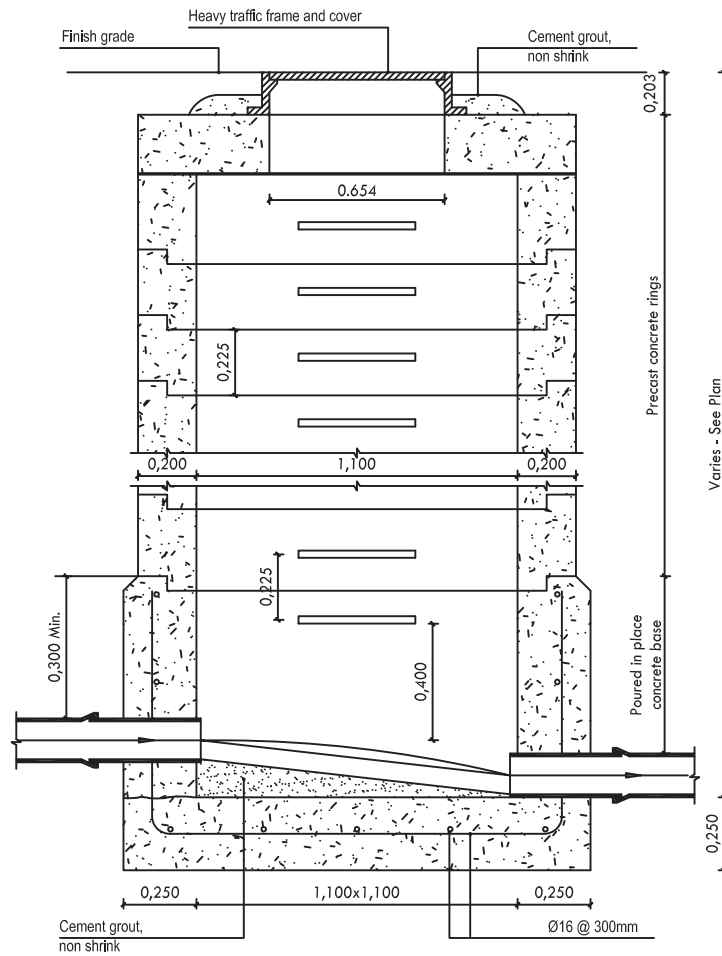 Heavy traffic frame and cover
Finish grade
Cement grout,
non shrink
0,203
0.654
0,225
Precast concrete rings
Varies - See Plan
0,200
1,100
0,200
0,225
0,300 Min.
0,400
Poured in place
concrete base
0,250
0,250
1,100x1,100
0,250
Cement grout,
non shrink
Ø16 @ 300mm